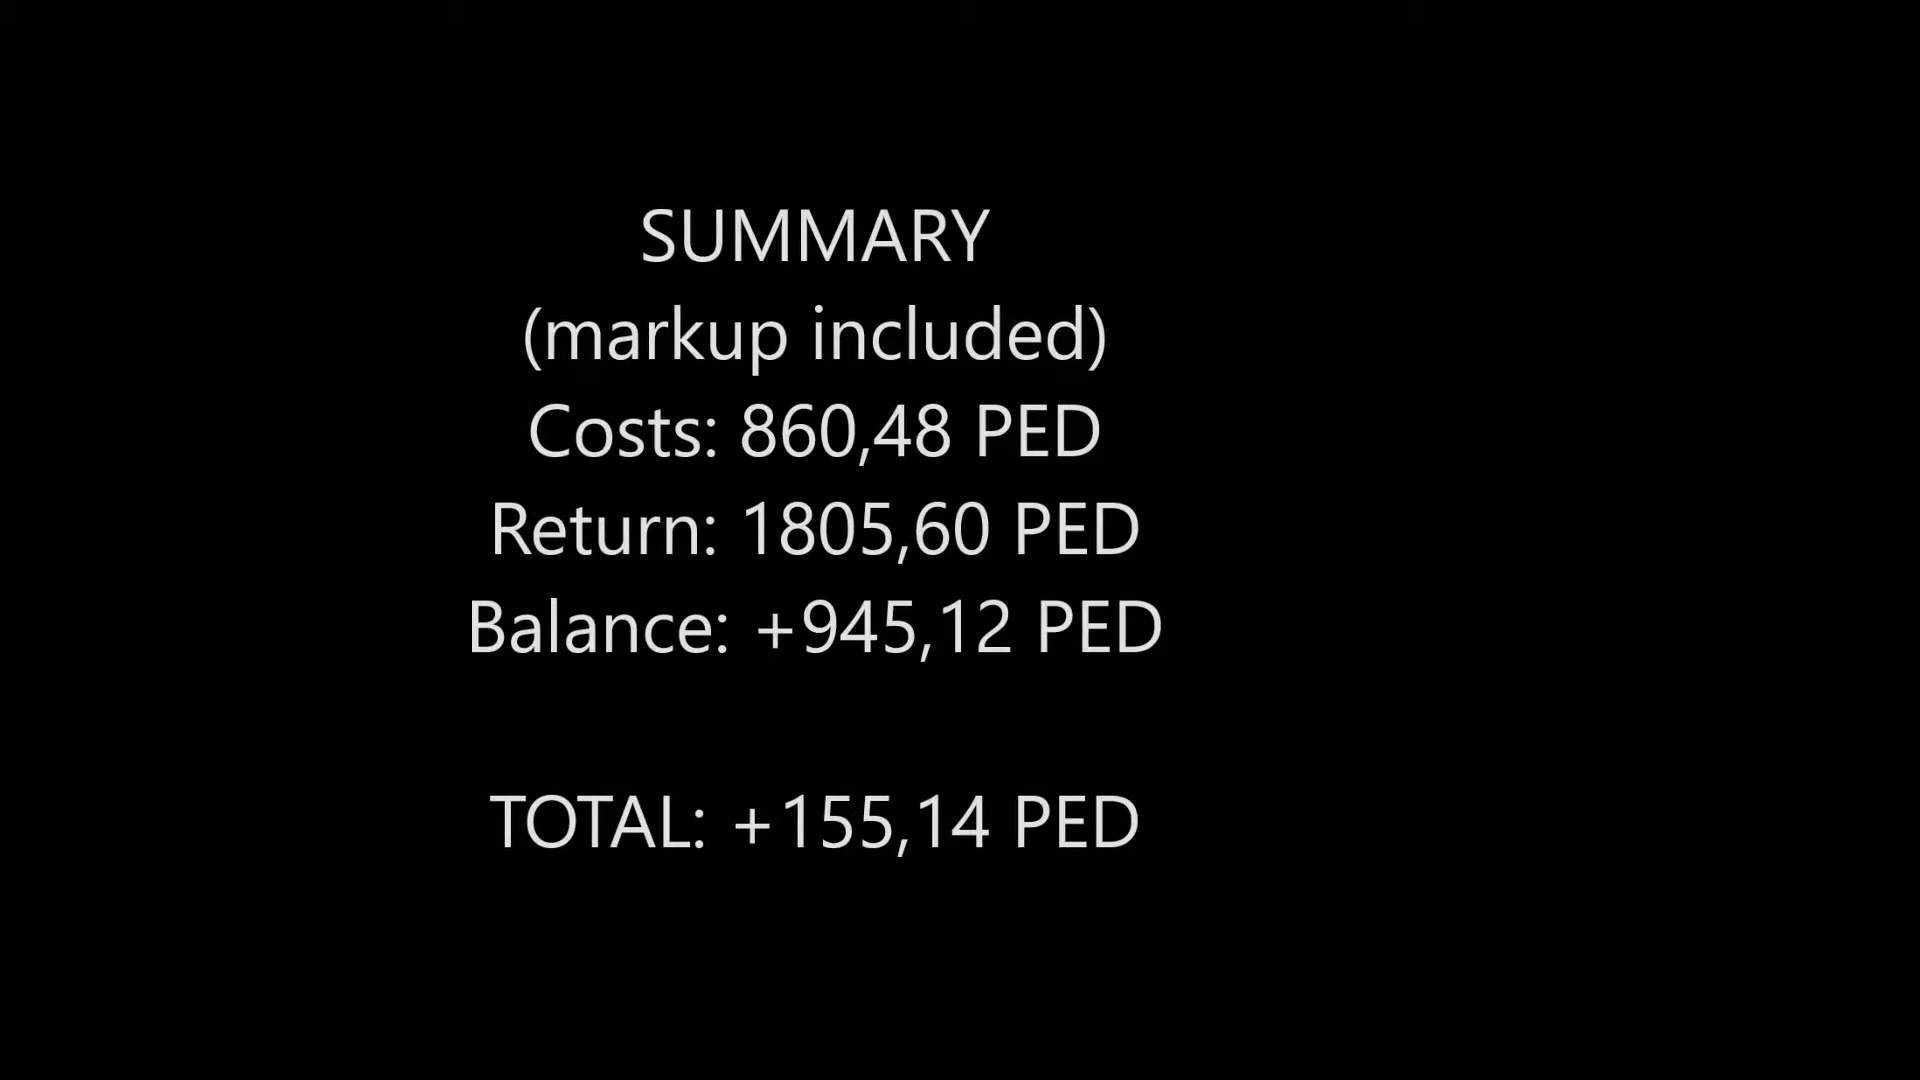 SUMMARY
(markup included)
Costs: 860,48 PED
Return: 1805,60 PED
Balance: +945,12 PED
TOTAL: +155,14 PED